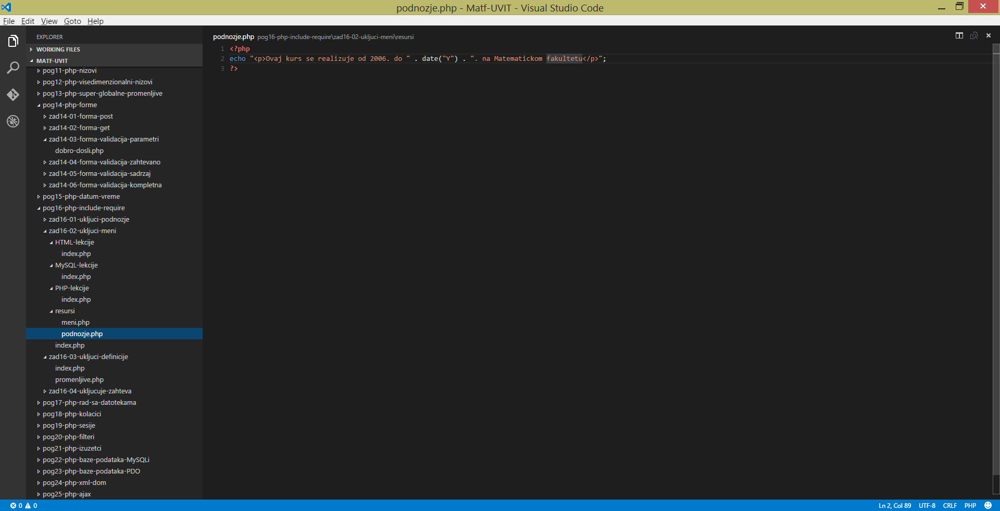 podnozje.php - Matf-UVIT - Visual Studio Code
File Edit View Goto Help
EXPLORER
WORKING FILES
MATF-UVIT
pog11-php-nizovi
pog12-php-visedimenzionalni-nizovi
pog13-php-super-globalne-promenljive
pog14-php-forme
zad14-01-forma-post
zad14-02-forma-get
zad14-03-forma-validacija-parametri
dobro-dosli.php
zad14-04-forma-validacija-zahtevano
zad14-05-forma-validacija-sadrzaj
zad14-06-forma-validacija-kompletna
pog15-php-datum-vreme
pog16-php-include-require
zad16-01-ukljuci-podnozje
zad16-02-ukljuci-meni
HTML-lekcije
index.php
MySQL-lekcije
index.php
PHP-lekcije
index.php
resursi
meni.php
podnozje.php
index.php
zad16-03-ukljuci-definicije
index.php
promenljive.php
zad16-04-ukljucuje-zahteva
pog17-php-rad-sa-datotekama
pog18-php-kolacici
pog19-php-sesije
pog20-php-filteri
pog21-php-izuzetci
pog22-php-baze-podataka-MySQLi
pog23-php-baze-podataka-PDO
pog24-php-xml-dom
pog25-php-ajax
podnozje.php pog16-php-include-require\zad16-02-ukljuci-meni\resursi
1 <?php
2 echo "<p>Ovaj kurs se realizuje od 2006. do " . date("Y") . ". na Matematickom fakultetu</p>";
3 ?>
0 0
Ln 2, Col 89 UTF-8 CRLF PHP